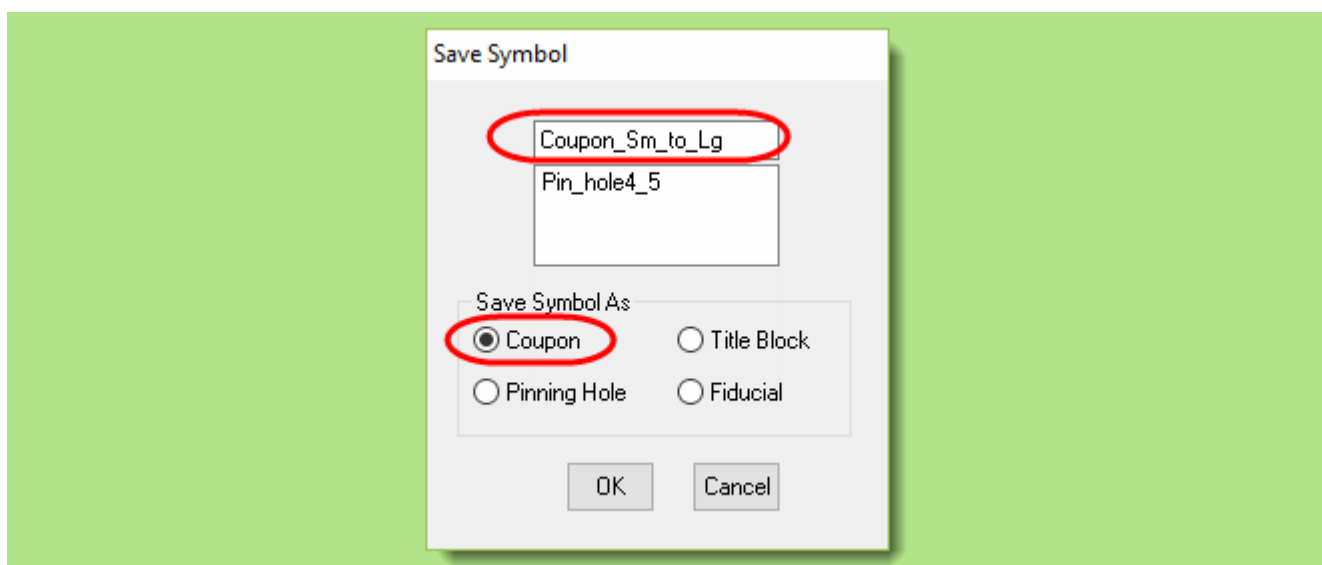 Save Symbol
Coupon_Sm_to_Lg
Pin_hole4_5
Save Symbol As
Coupon Title Block
Pinning Hole Fiducial
OK Cancel